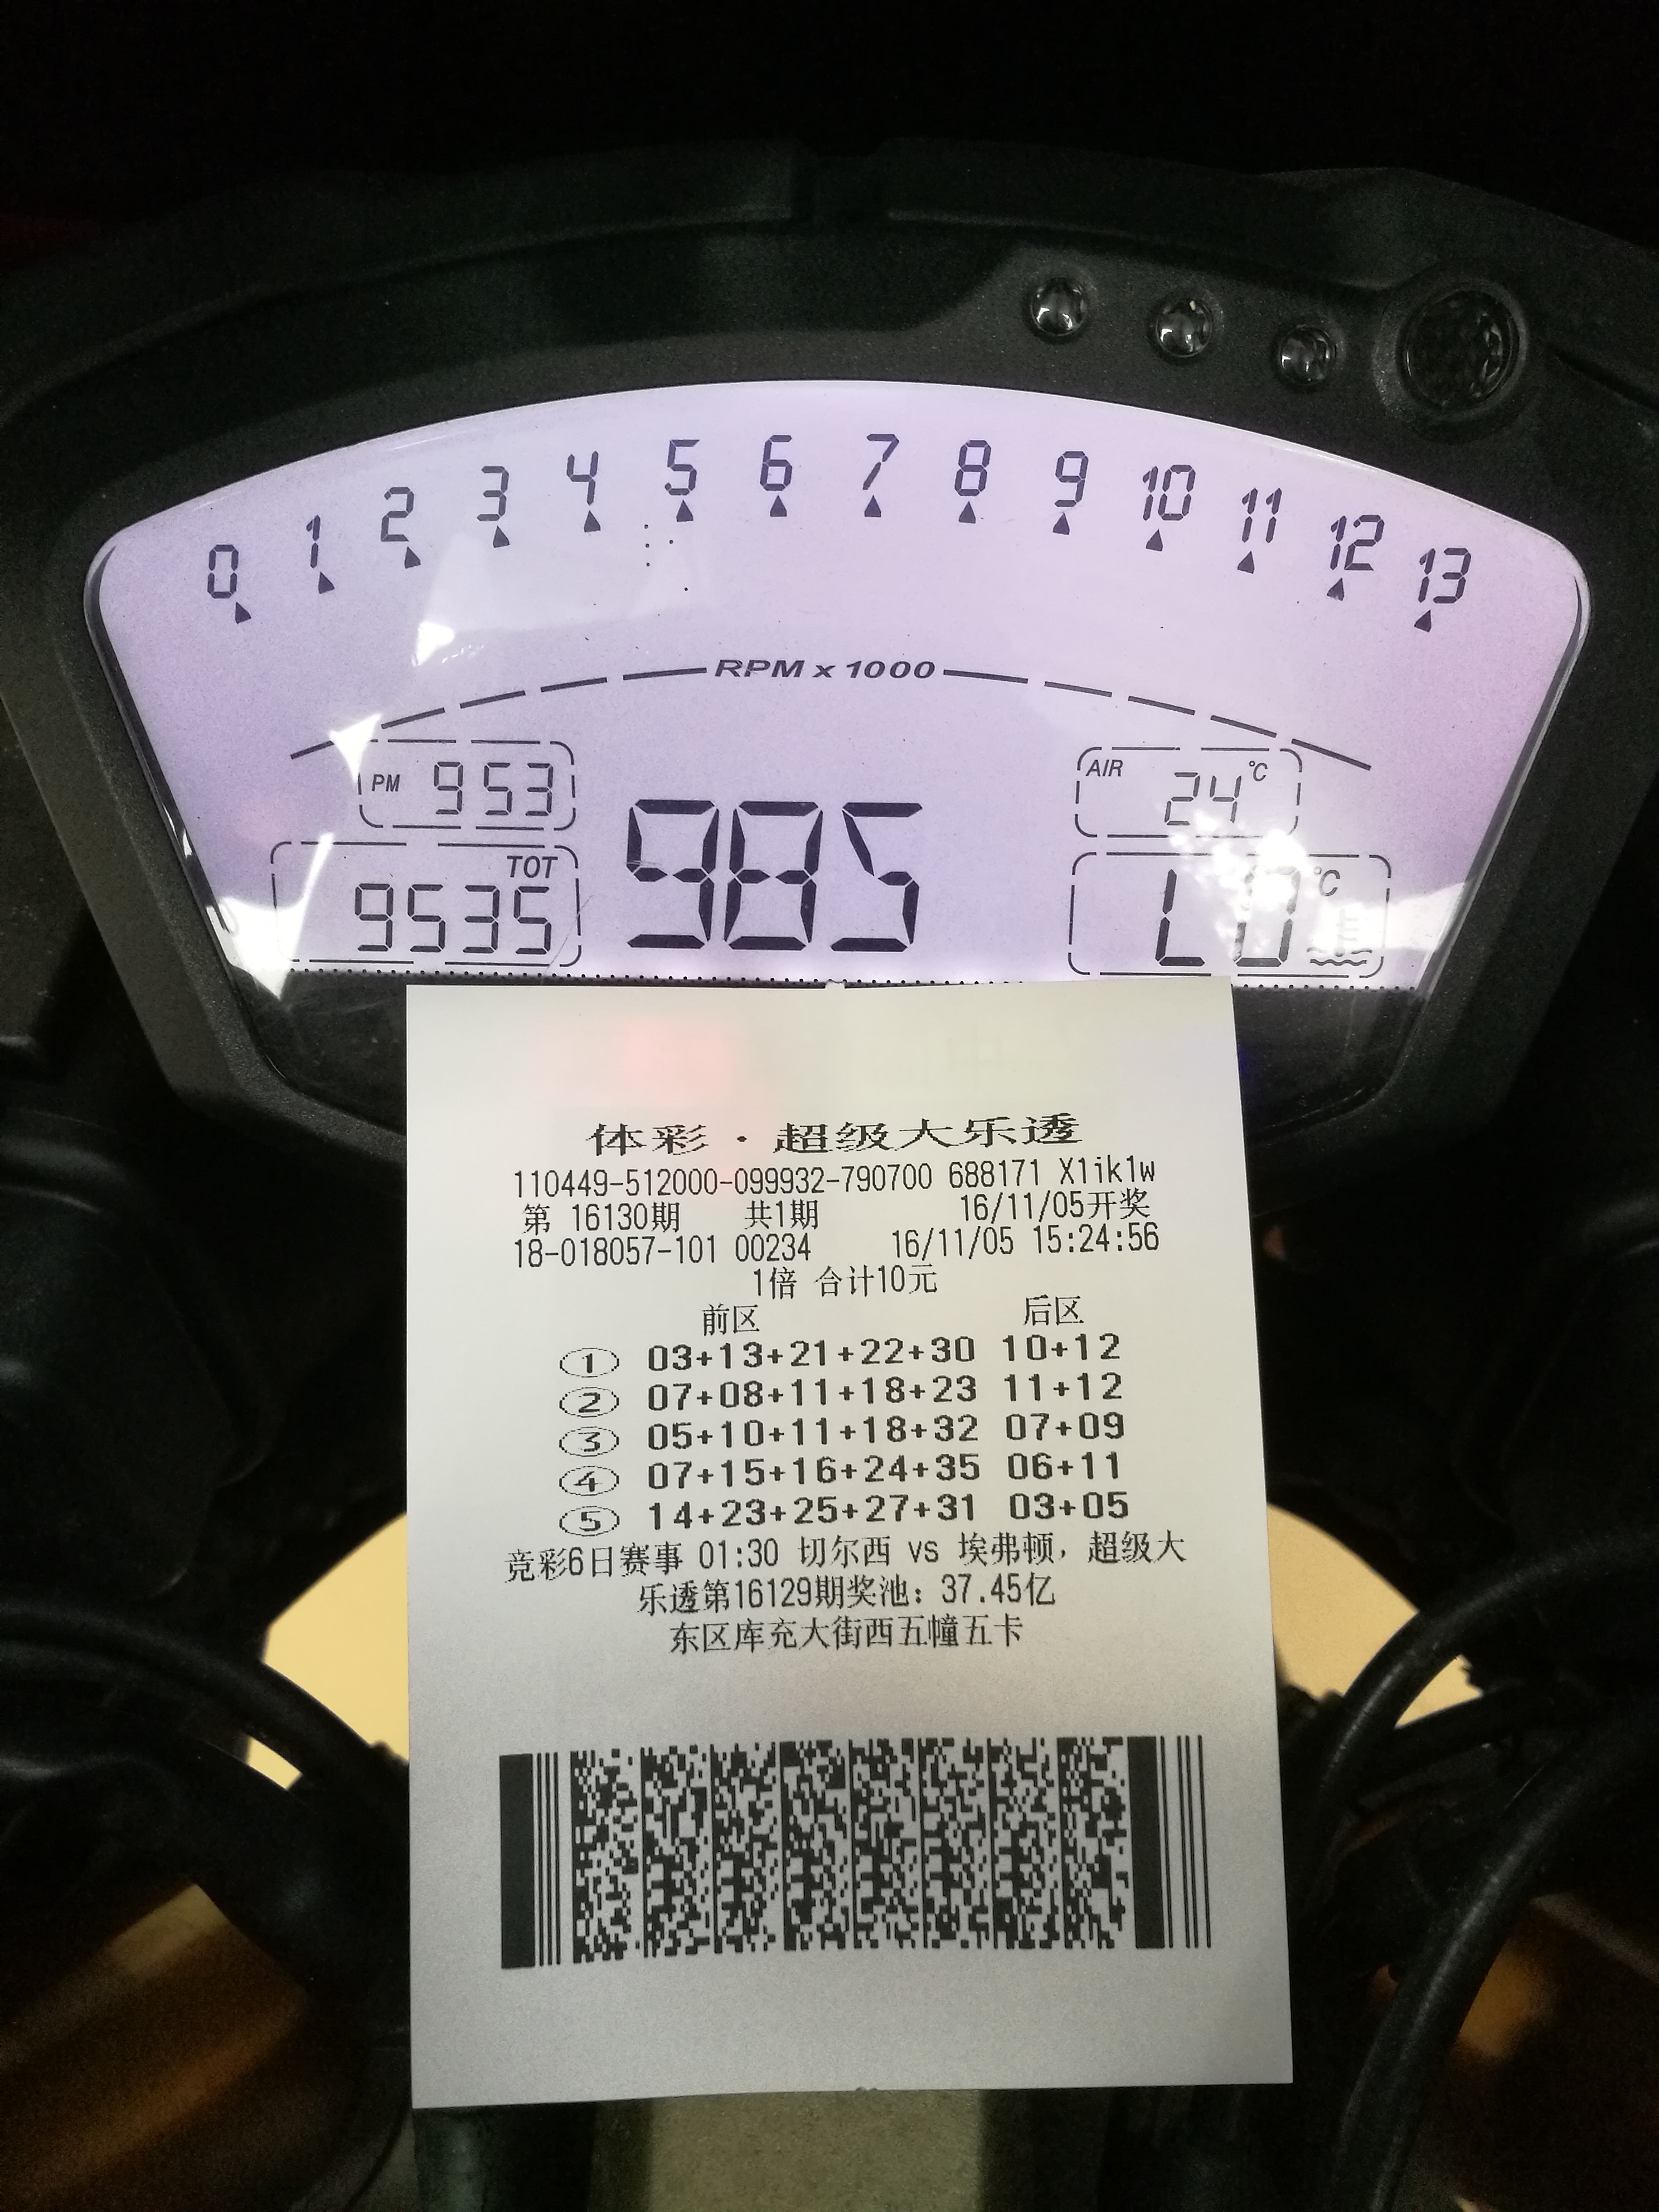 0 1 2 3 4 5 6 7 8 9 10 11 12 13
RPM x 1000
PM 953
AIR 24 °C
985
TOT
9535
LO °C
体彩·超级大乐透
110449-512000-099932-790700 688171 X1ik1w
第 16130期 共1期 16/11/05开奖
18-018057-101 00234 16/11/05 15:24:56
1倍 合计10元
前区 后区
① 03+13+21+22+30 10+12
② 07+08+11+18+23 11+12
③ 05+10+11+18+32 07+09
④ 07+15+16+24+35 06+11
⑤ 14+23+25+27+31 03+05
竞彩6日赛事 01:30 切尔西 vs 埃弗顿，超级大
乐透第16129期奖池：37.45亿
东区库充大街西五幢五卡